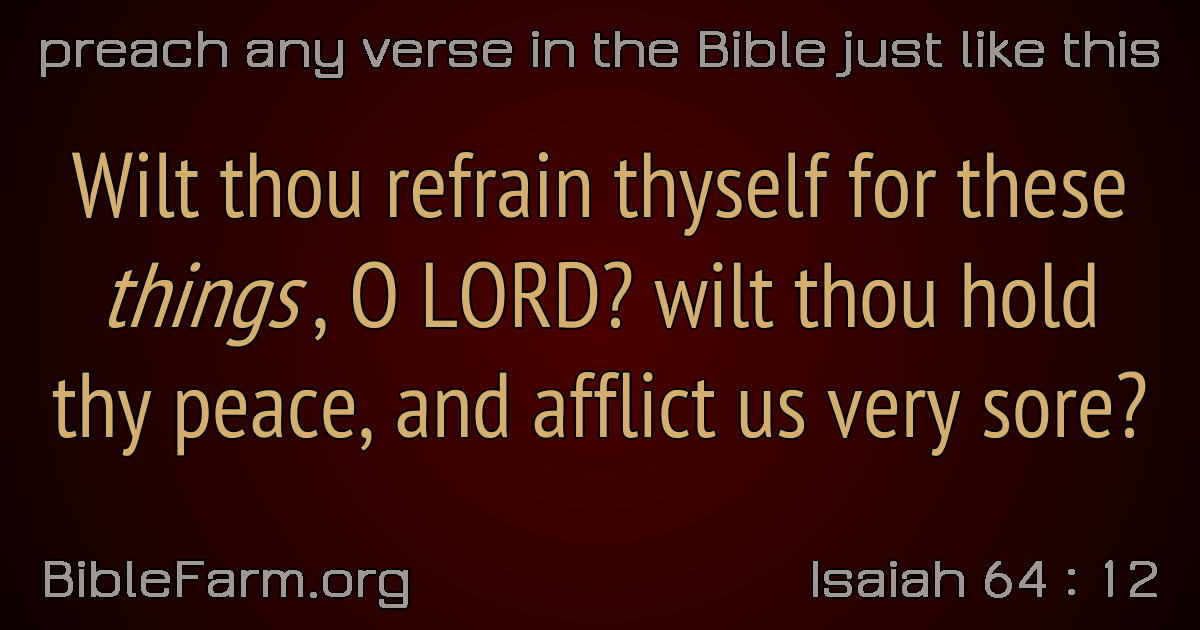 preach any verse in the Bible just like this
Wilt thou refrain thyself for these
things, O LORD? wilt thou hold
thy peace, and afflict us very sore?
BibleFarm.org
Isaiah 64 : 12